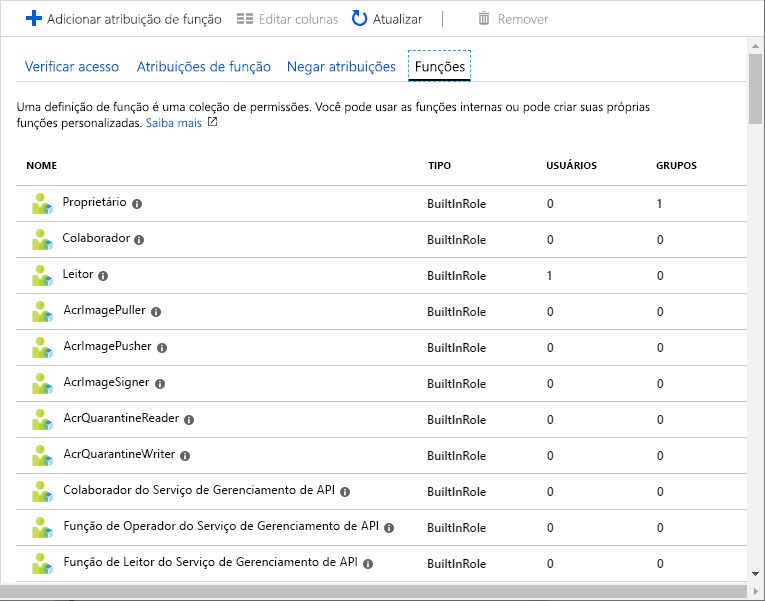 Adicionar atribuição de função Editar colunas Atualizar Remover
Verificar acesso Atribuições de função Negar atribuições Funções
Uma definição de função é uma coleção de permissões. Você pode usar as funções internas ou pode criar suas próprias
funções personalizadas. Saiba mais
NOME TIPO USUÁRIOS GRUPOS
Proprietário BuiltInRole 0 1
Colaborador BuiltInRole 0 0
Leitor BuiltInRole 1 0
AcrImagePuller BuiltInRole 0 0
AcrImagePusher BuiltInRole 0 0
AcrImageSigner BuiltInRole 0 0
AcrQuarantineReader BuiltInRole 0 0
AcrQuarantineWriter BuiltInRole 0 0
Colaborador do Serviço de Gerenciamento de API BuiltInRole 0 0
Função de Operador do Serviço de Gerenciamento de API BuiltInRole 0 0
Função de Leitor do Serviço de Gerenciamento de API BuiltInRole 0 0